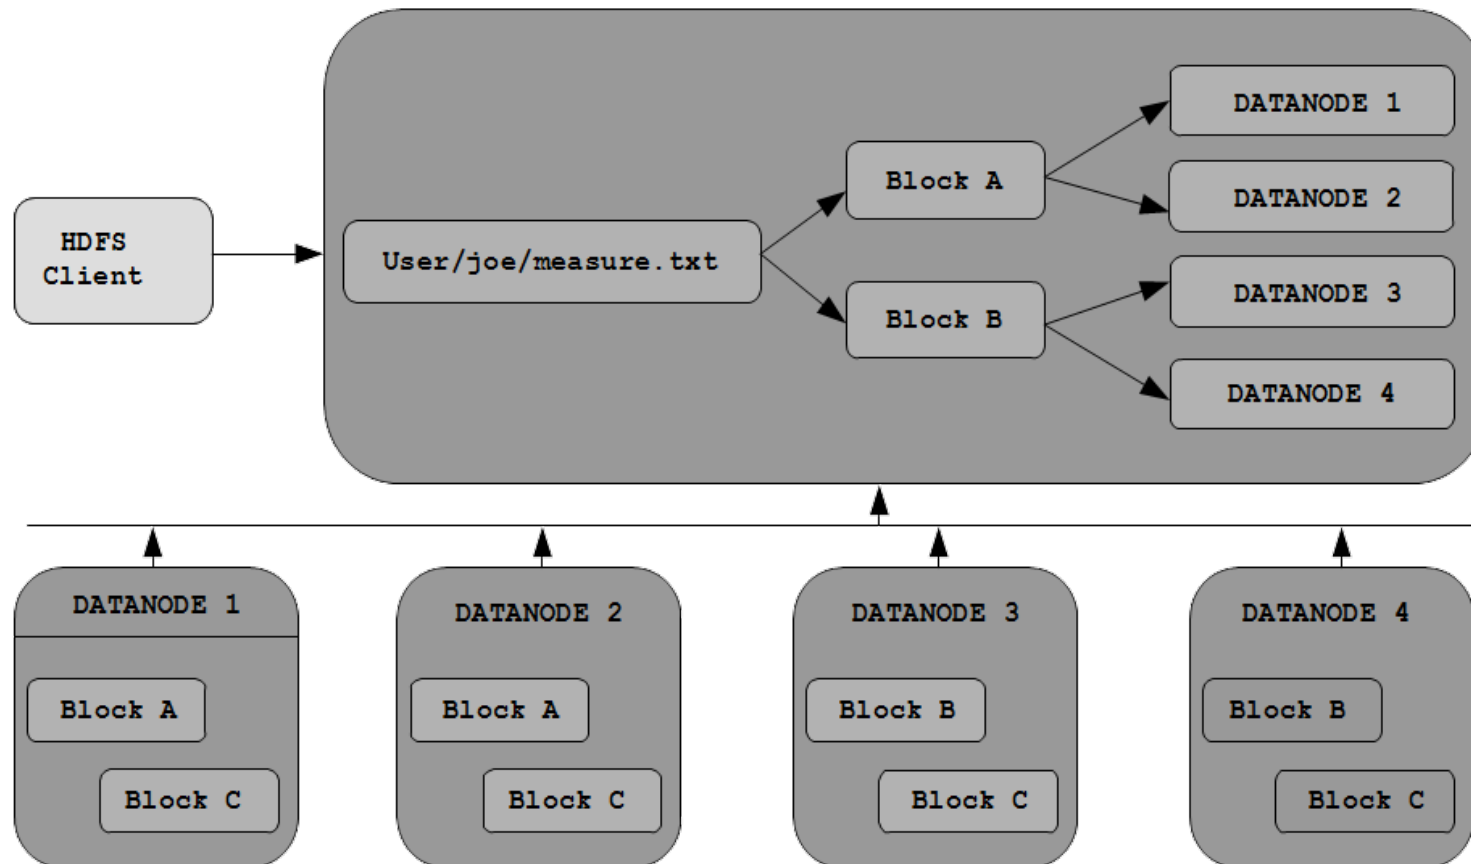 DATANODE 1
Block A
DATANODE 2
HDFS
Client
User/joe/measure.txt
Block B
DATANODE 3
DATANODE 4
DATANODE 1
Block A
Block C
DATANODE 2
Block A
Block C
DATANODE 3
Block B
Block C
DATANODE 4
Block B
Block C